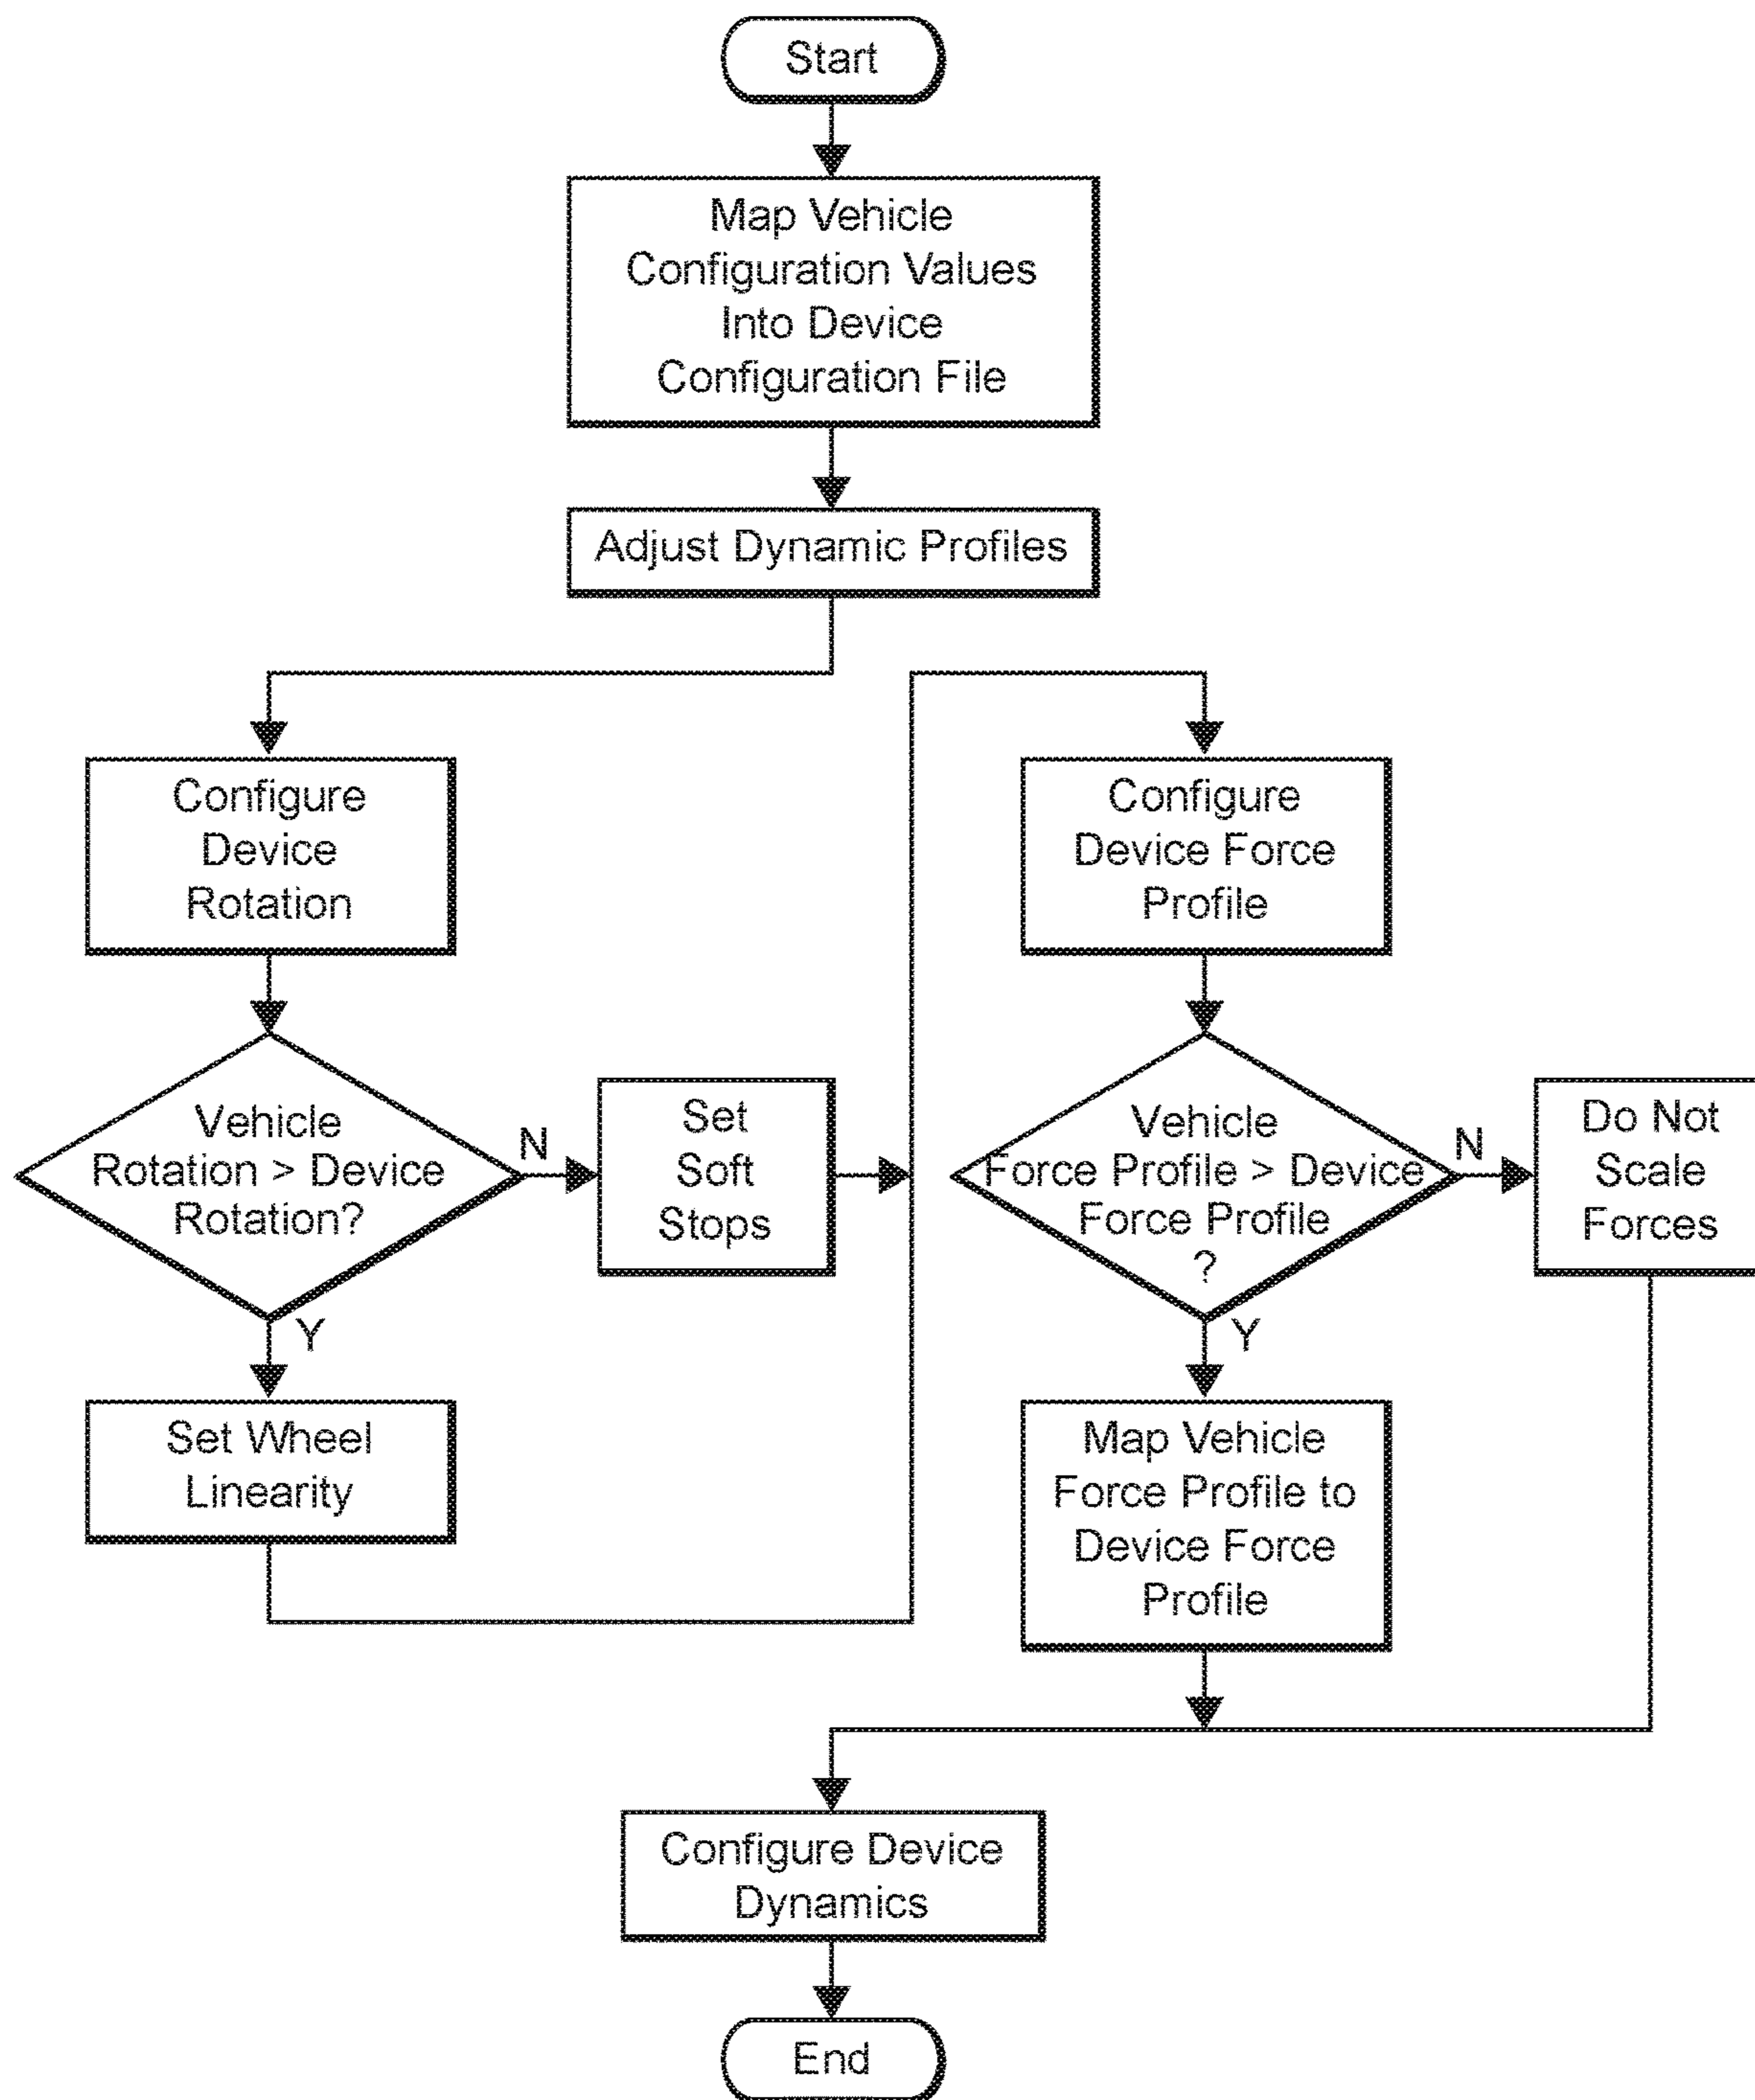 Start
Map Vehicle
Configuration Values
Into Device
Configuration File
Adjust Dynamic Profiles
Configure
Device
Rotation
Vehicle
Rotation > Device
Rotation?
N
Set
Soft
Stops
Y
Set Wheel
Linearity
Configure
Device Force
Profile
Vehicle
Force Profile > Device
Force Profile
?
N
Do Not
Scale
Forces
Y
Map Vehicle
Force Profile to
Device Force
Profile
Configure Device
Dynamics
End